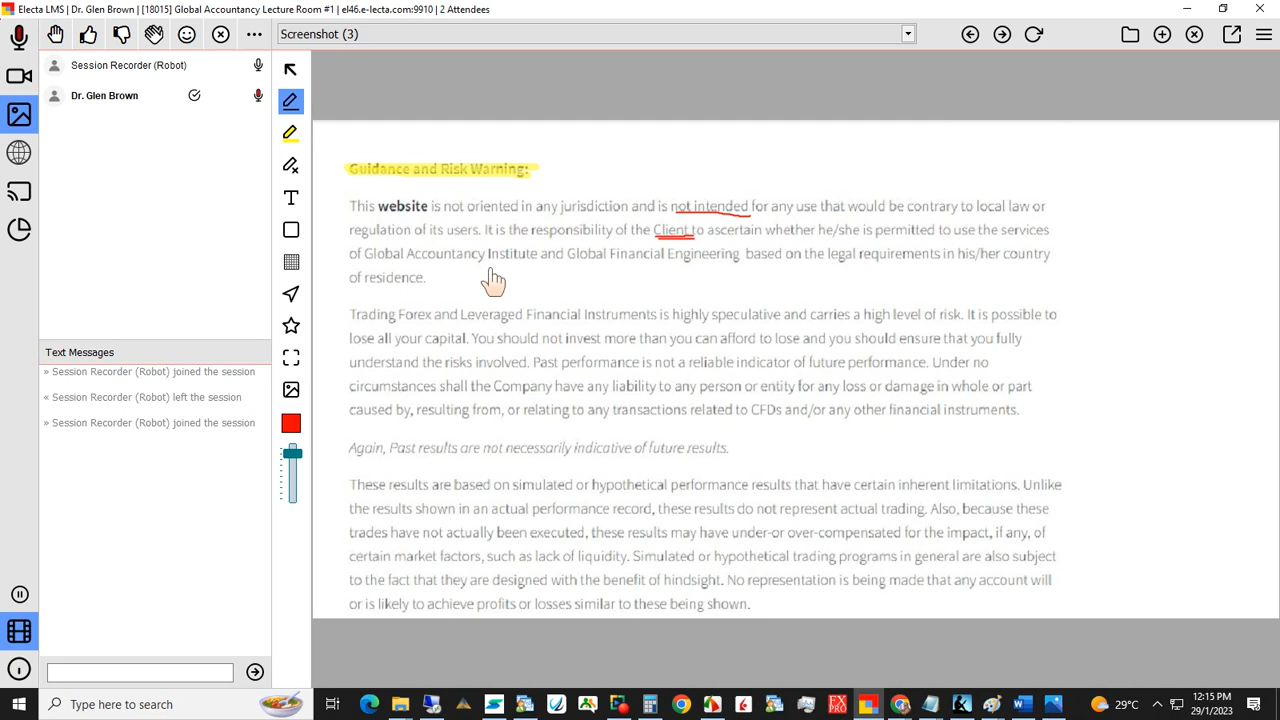 Electa LMS | Dr. Glen Brown | [18015] Global Accountancy Lecture Room #1 | el46.e-lecta.com:9910 | 2 Attendees
Screenshot (3)
Session Recorder (Robot)
Dr. Glen Brown
Text Messages
» Session Recorder (Robot) joined the session
« Session Recorder (Robot) left the session
» Session Recorder (Robot) joined the session
Guidance and Risk Warning:
This website is not oriented in any jurisdiction and is not intended for any use that would be contrary to local law or
regulation of its users. It is the responsibility of the Client to ascertain whether he/she is permitted to use the services
of Global Accountancy Institute and Global Financial Engineering based on the legal requirements in his/her country
of residence.
Trading Forex and Leveraged Financial Instruments is highly speculative and carries a high level of risk. It is possible to
lose all your capital. You should not invest more than you can afford to lose and you should ensure that you fully
understand the risks involved. Past performance is not a reliable indicator of future performance. Under no
circumstances shall the Company have any liability to any person or entity for any loss or damage in whole or part
caused by, resulting from, or relating to any transactions related to CFDs and/or any other financial instruments.
Again, Past results are not necessarily indicative of future results.
These results are based on simulated or hypothetical performance results that have certain inherent limitations. Unlike
the results shown in an actual performance record, these results do not represent actual trading. Also, because these
trades have not actually been executed, these results may have under-or over-compensated for the impact, if any, of
certain market factors, such as lack of liquidity. Simulated or hypothetical trading programs in general are also subject
to the fact that they are designed with the benefit of hindsight. No representation is being made that any account will
or is likely to achieve profits or losses similar to these being shown.
Type here to search
FX
PRO
29°C
12:15 PM
29/1/2023